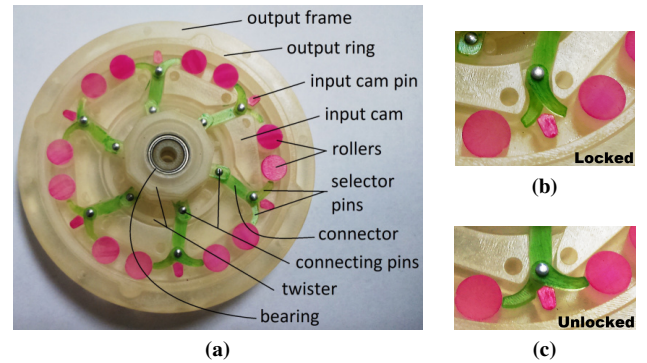 output frame
output ring
input cam pin
input cam
rollers
selector
pins
connector
connecting pins
twister
bearing
(a)
Locked
(b)
Unlocked
(c)